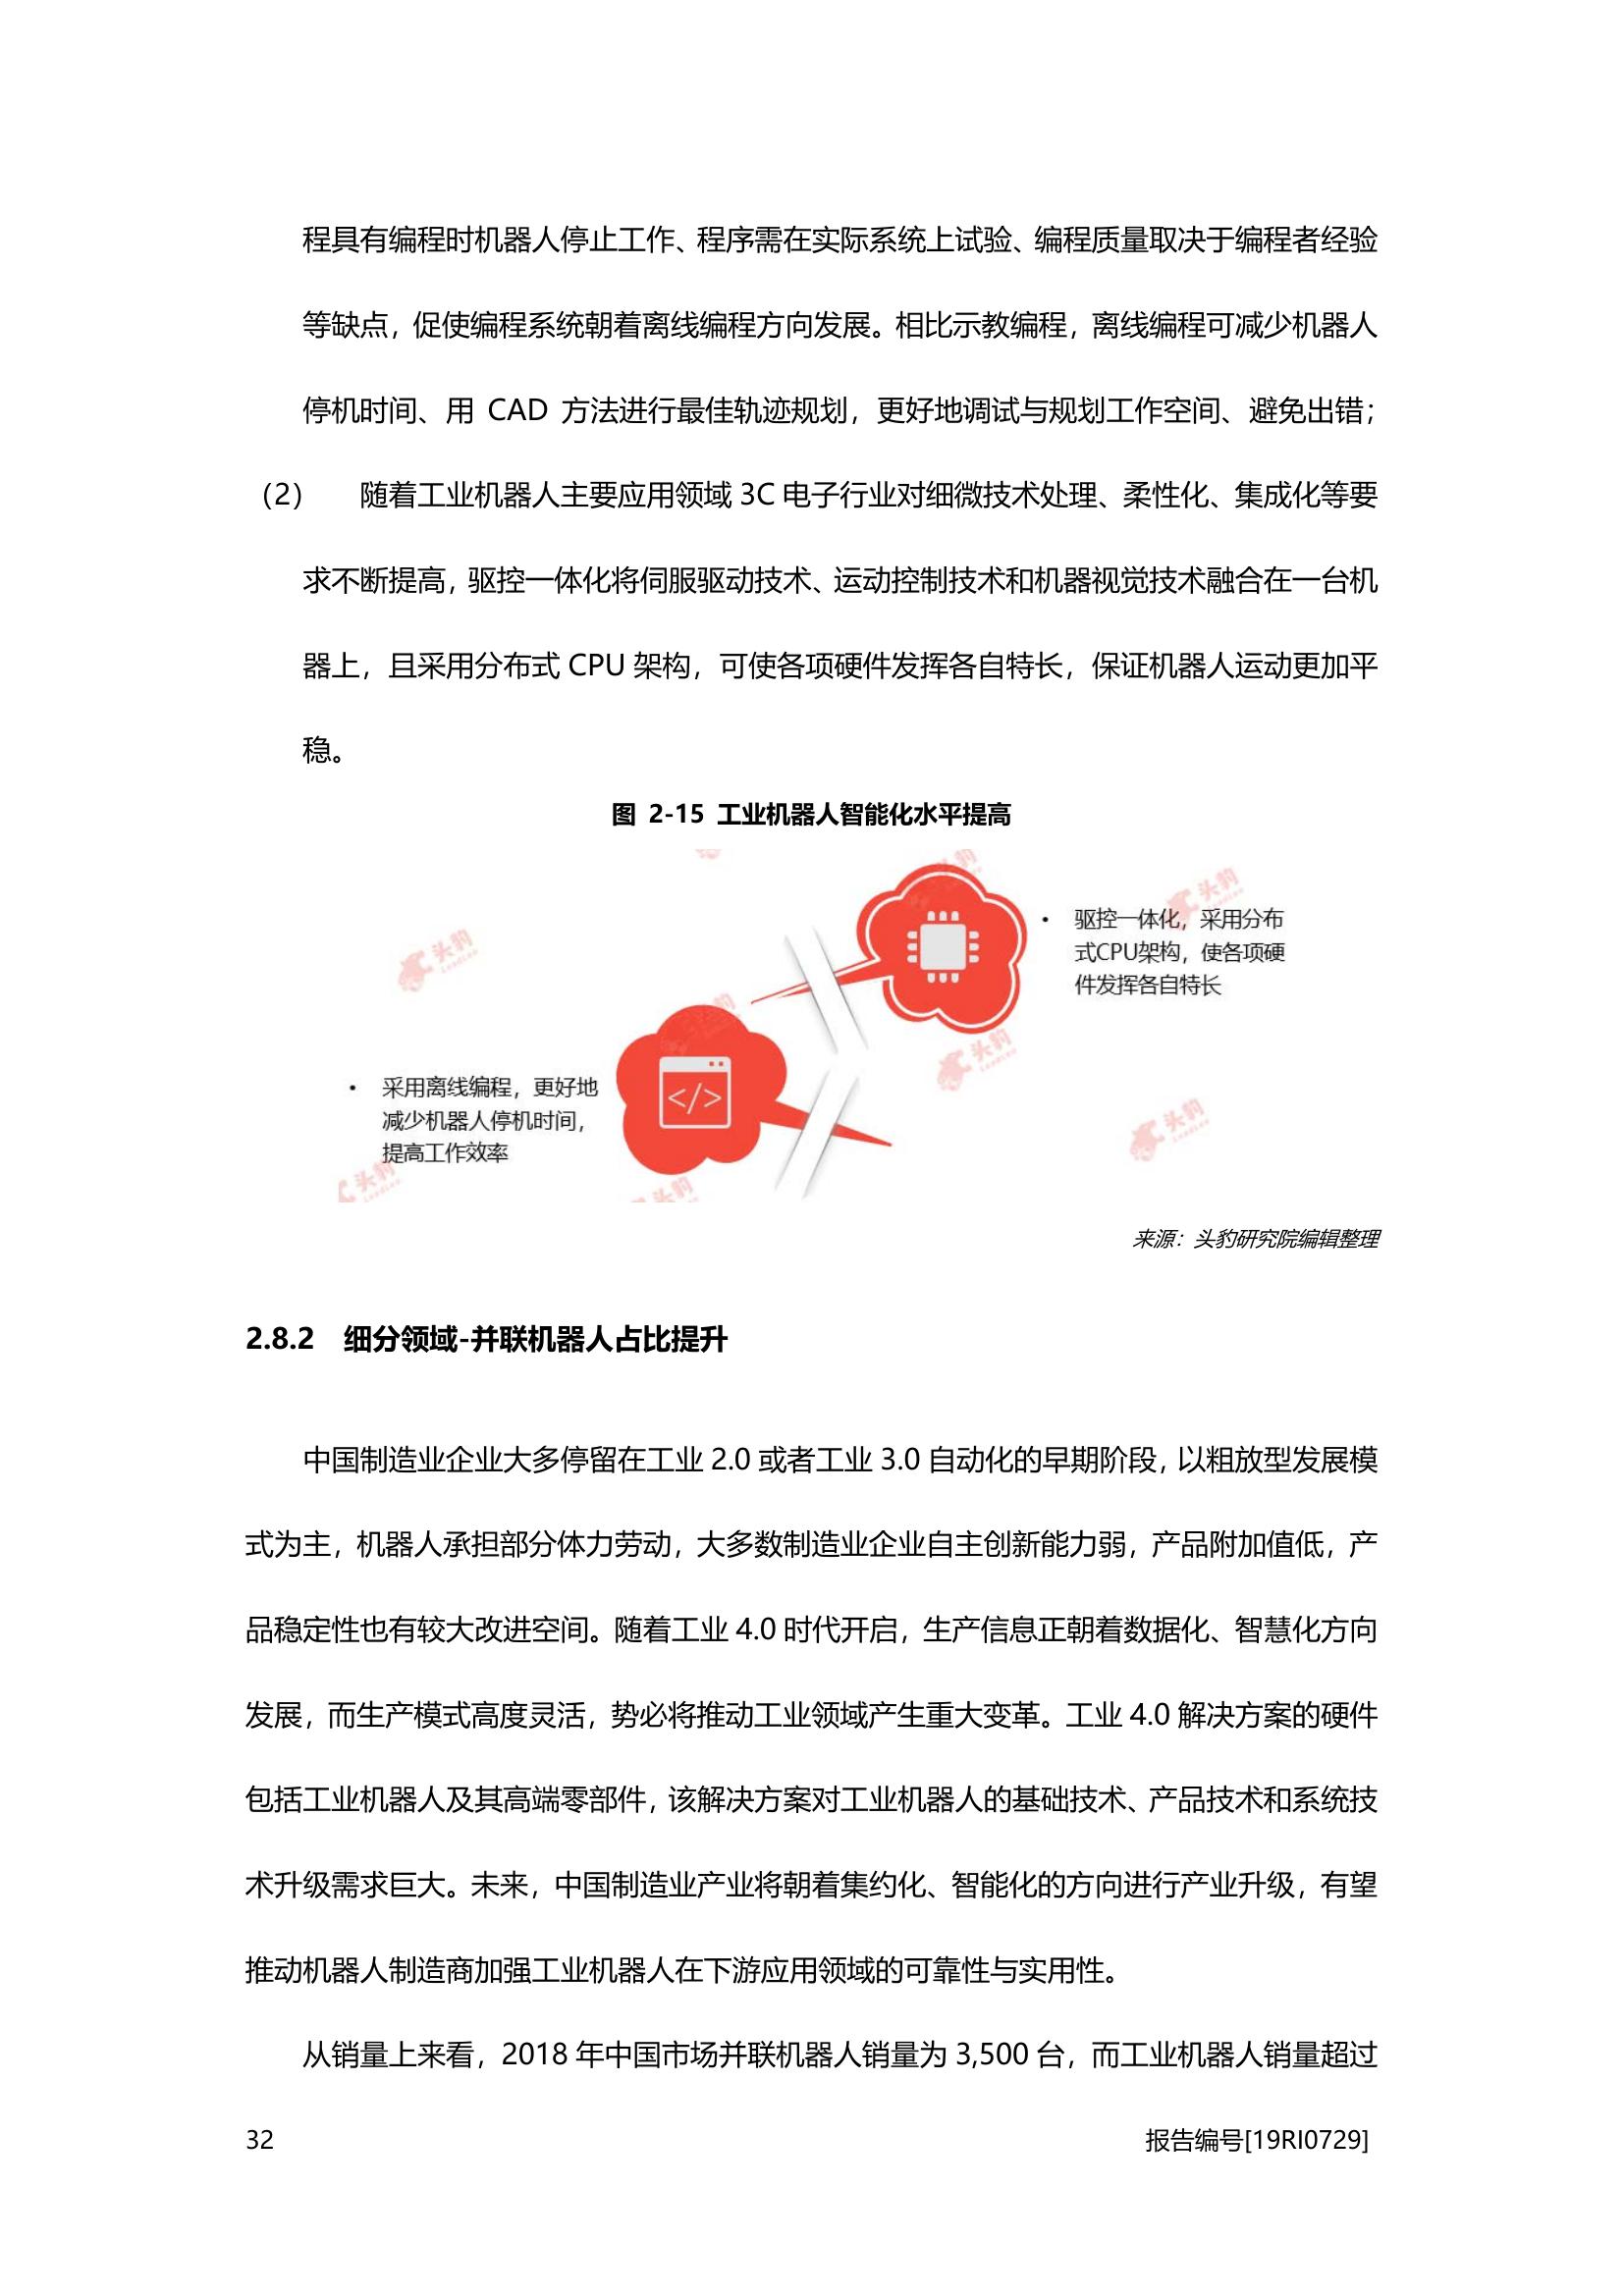 程具有编程时机器人停止工作、程序需在实际系统上试验、编程质量取决于编程者经验
等缺点，促使编程系统朝着离线编程方向发展。相比示教编程，离线编程可减少机器人
停机时间、用 CAD 方法进行最佳轨迹规划，更好地调试与规划工作空间、避免出错；
（2） 随着工业机器人主要应用领域 3C 电子行业对细微技术处理、柔性化、集成化等要
求不断提高，驱控一体化将伺服驱动技术、运动控制技术和机器视觉技术融合在一台机
器上，且采用分布式 CPU 架构，可使各项硬件发挥各自特长，保证机器人运动更加平
稳。
图 2-15 工业机器人智能化水平提高
• 驱控一体化，采用分布
式CPU架构，使各项硬
件发挥各自特长
• 采用离线编程，更好地
减少机器人停机时间，
提高工作效率
</>
头豹
头豹
头豹
头豹
头豹
头豹
来源：头豹研究院编辑整理
2.8.2 细分领域-并联机器人占比提升
中国制造业企业大多停留在工业 2.0 或者工业 3.0 自动化的早期阶段，以粗放型发展模
式为主，机器人承担部分体力劳动，大多数制造业企业自主创新能力弱，产品附加值低，产
品稳定性也有较大改进空间。随着工业 4.0 时代开启，生产信息正朝着数据化、智慧化方向
发展，而生产模式高度灵活，势必将推动工业领域产生重大变革。工业 4.0 解决方案的硬件
包括工业机器人及其高端零部件，该解决方案对工业机器人的基础技术、产品技术和系统技
术升级需求巨大。未来，中国制造业产业将朝着集约化、智能化的方向进行产业升级，有望
推动机器人制造商加强工业机器人在下游应用领域的可靠性与实用性。
从销量上来看，2018 年中国市场并联机器人销量为 3,500 台，而工业机器人销量超过
32
报告编号[19RI0729]